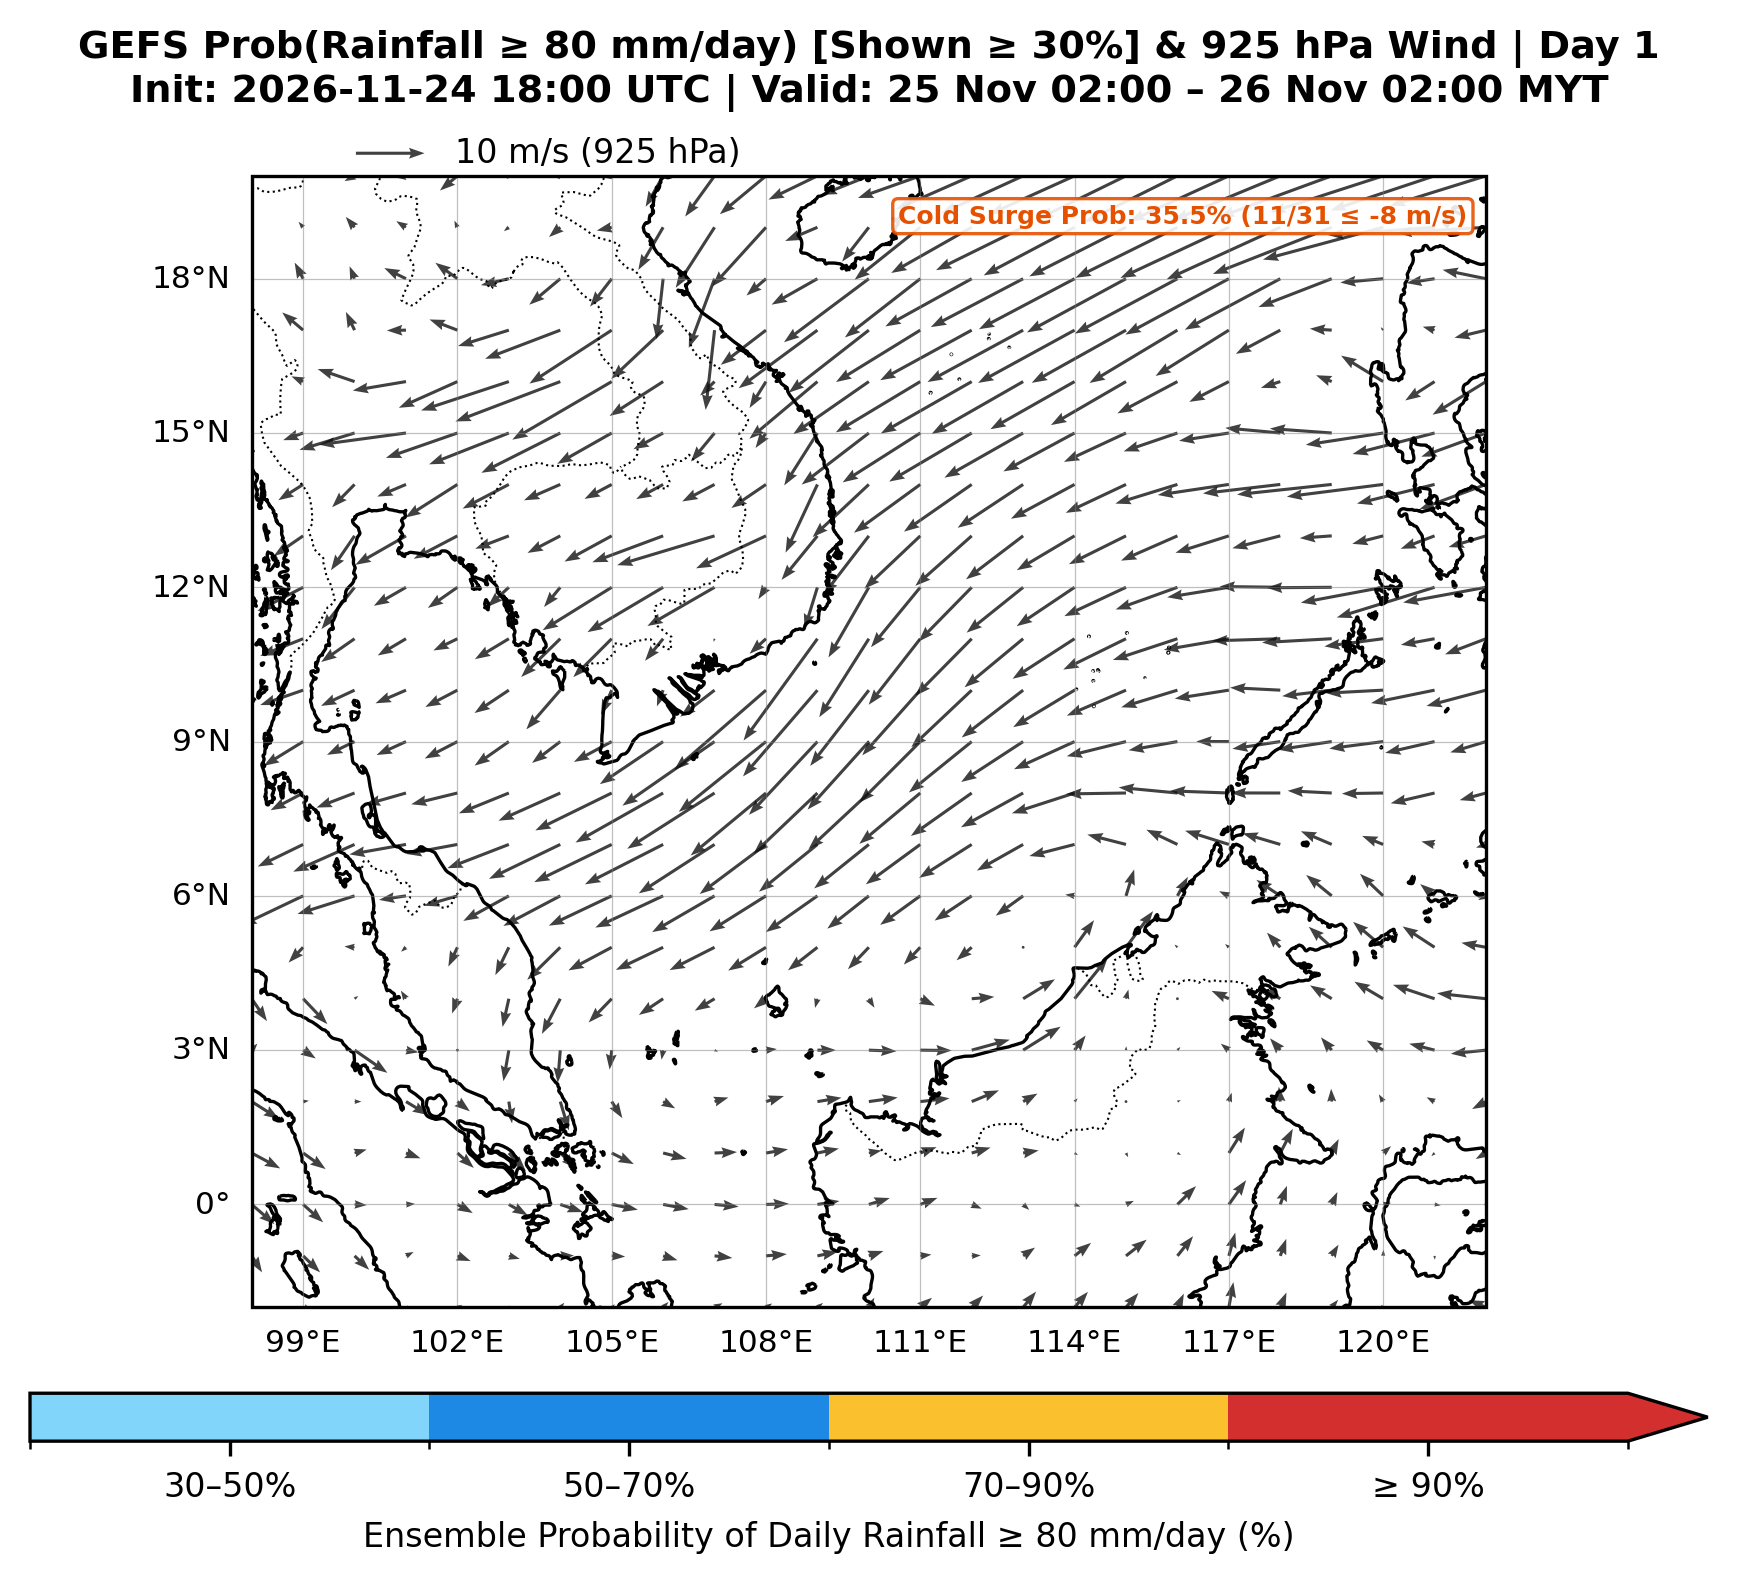 GEFS Prob(Rainfall ≥ 80 mm/day) [Shown ≥ 30%] & 925 hPa Wind | Day 1
Init: 2026-11-24 18:00 UTC | Valid: 25 Nov 02:00 – 26 Nov 02:00 MYT
10 m/s (925 hPa)
Cold Surge Prob: 35.5% (11/31 ≤ -8 m/s)
18°N
15°N
12°N
9°N
6°N
3°N
0°
99°E 102°E 105°E 108°E 111°E 114°E 117°E 120°E
30–50% 50–70% 70–90% ≥ 90%
Ensemble Probability of Daily Rainfall ≥ 80 mm/day (%)